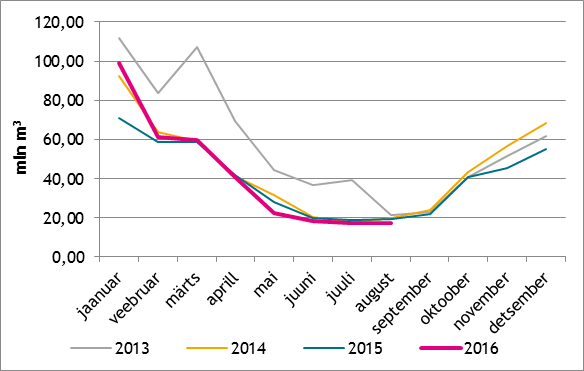 120,00
100,00
80,00
60,00
40,00
20,00
0,00
mln m³
jaanuar
veebruar
märts
aprill
mai
juuni
juuli
august
september
oktoober
november
detsember
2013 2014 2015 2016